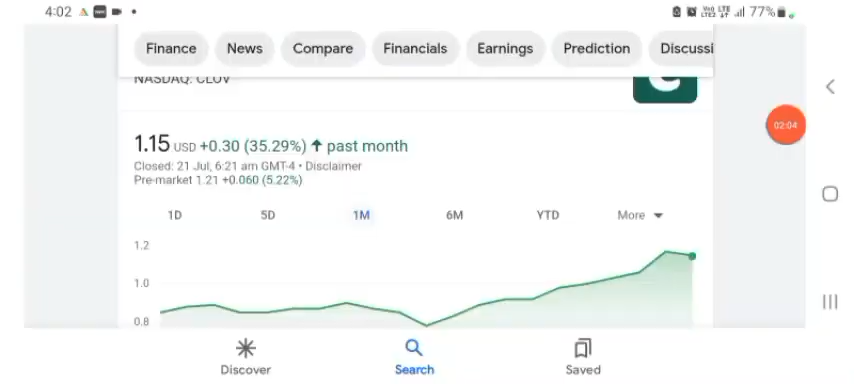 4:02 77%
Finance News Compare Financials Earnings Prediction
NASDAQ: CLOV
02:04
1.15 USD +0.30 (35.29%) ↑ past month
Closed: 21 Jul, 6:21 am GMT-4 • Disclaimer
Pre-market 1.21 +0.060 (5.22%)
1D 5D 1M 6M YTD More
1.2
1.0
0.8
Discover Search Saved